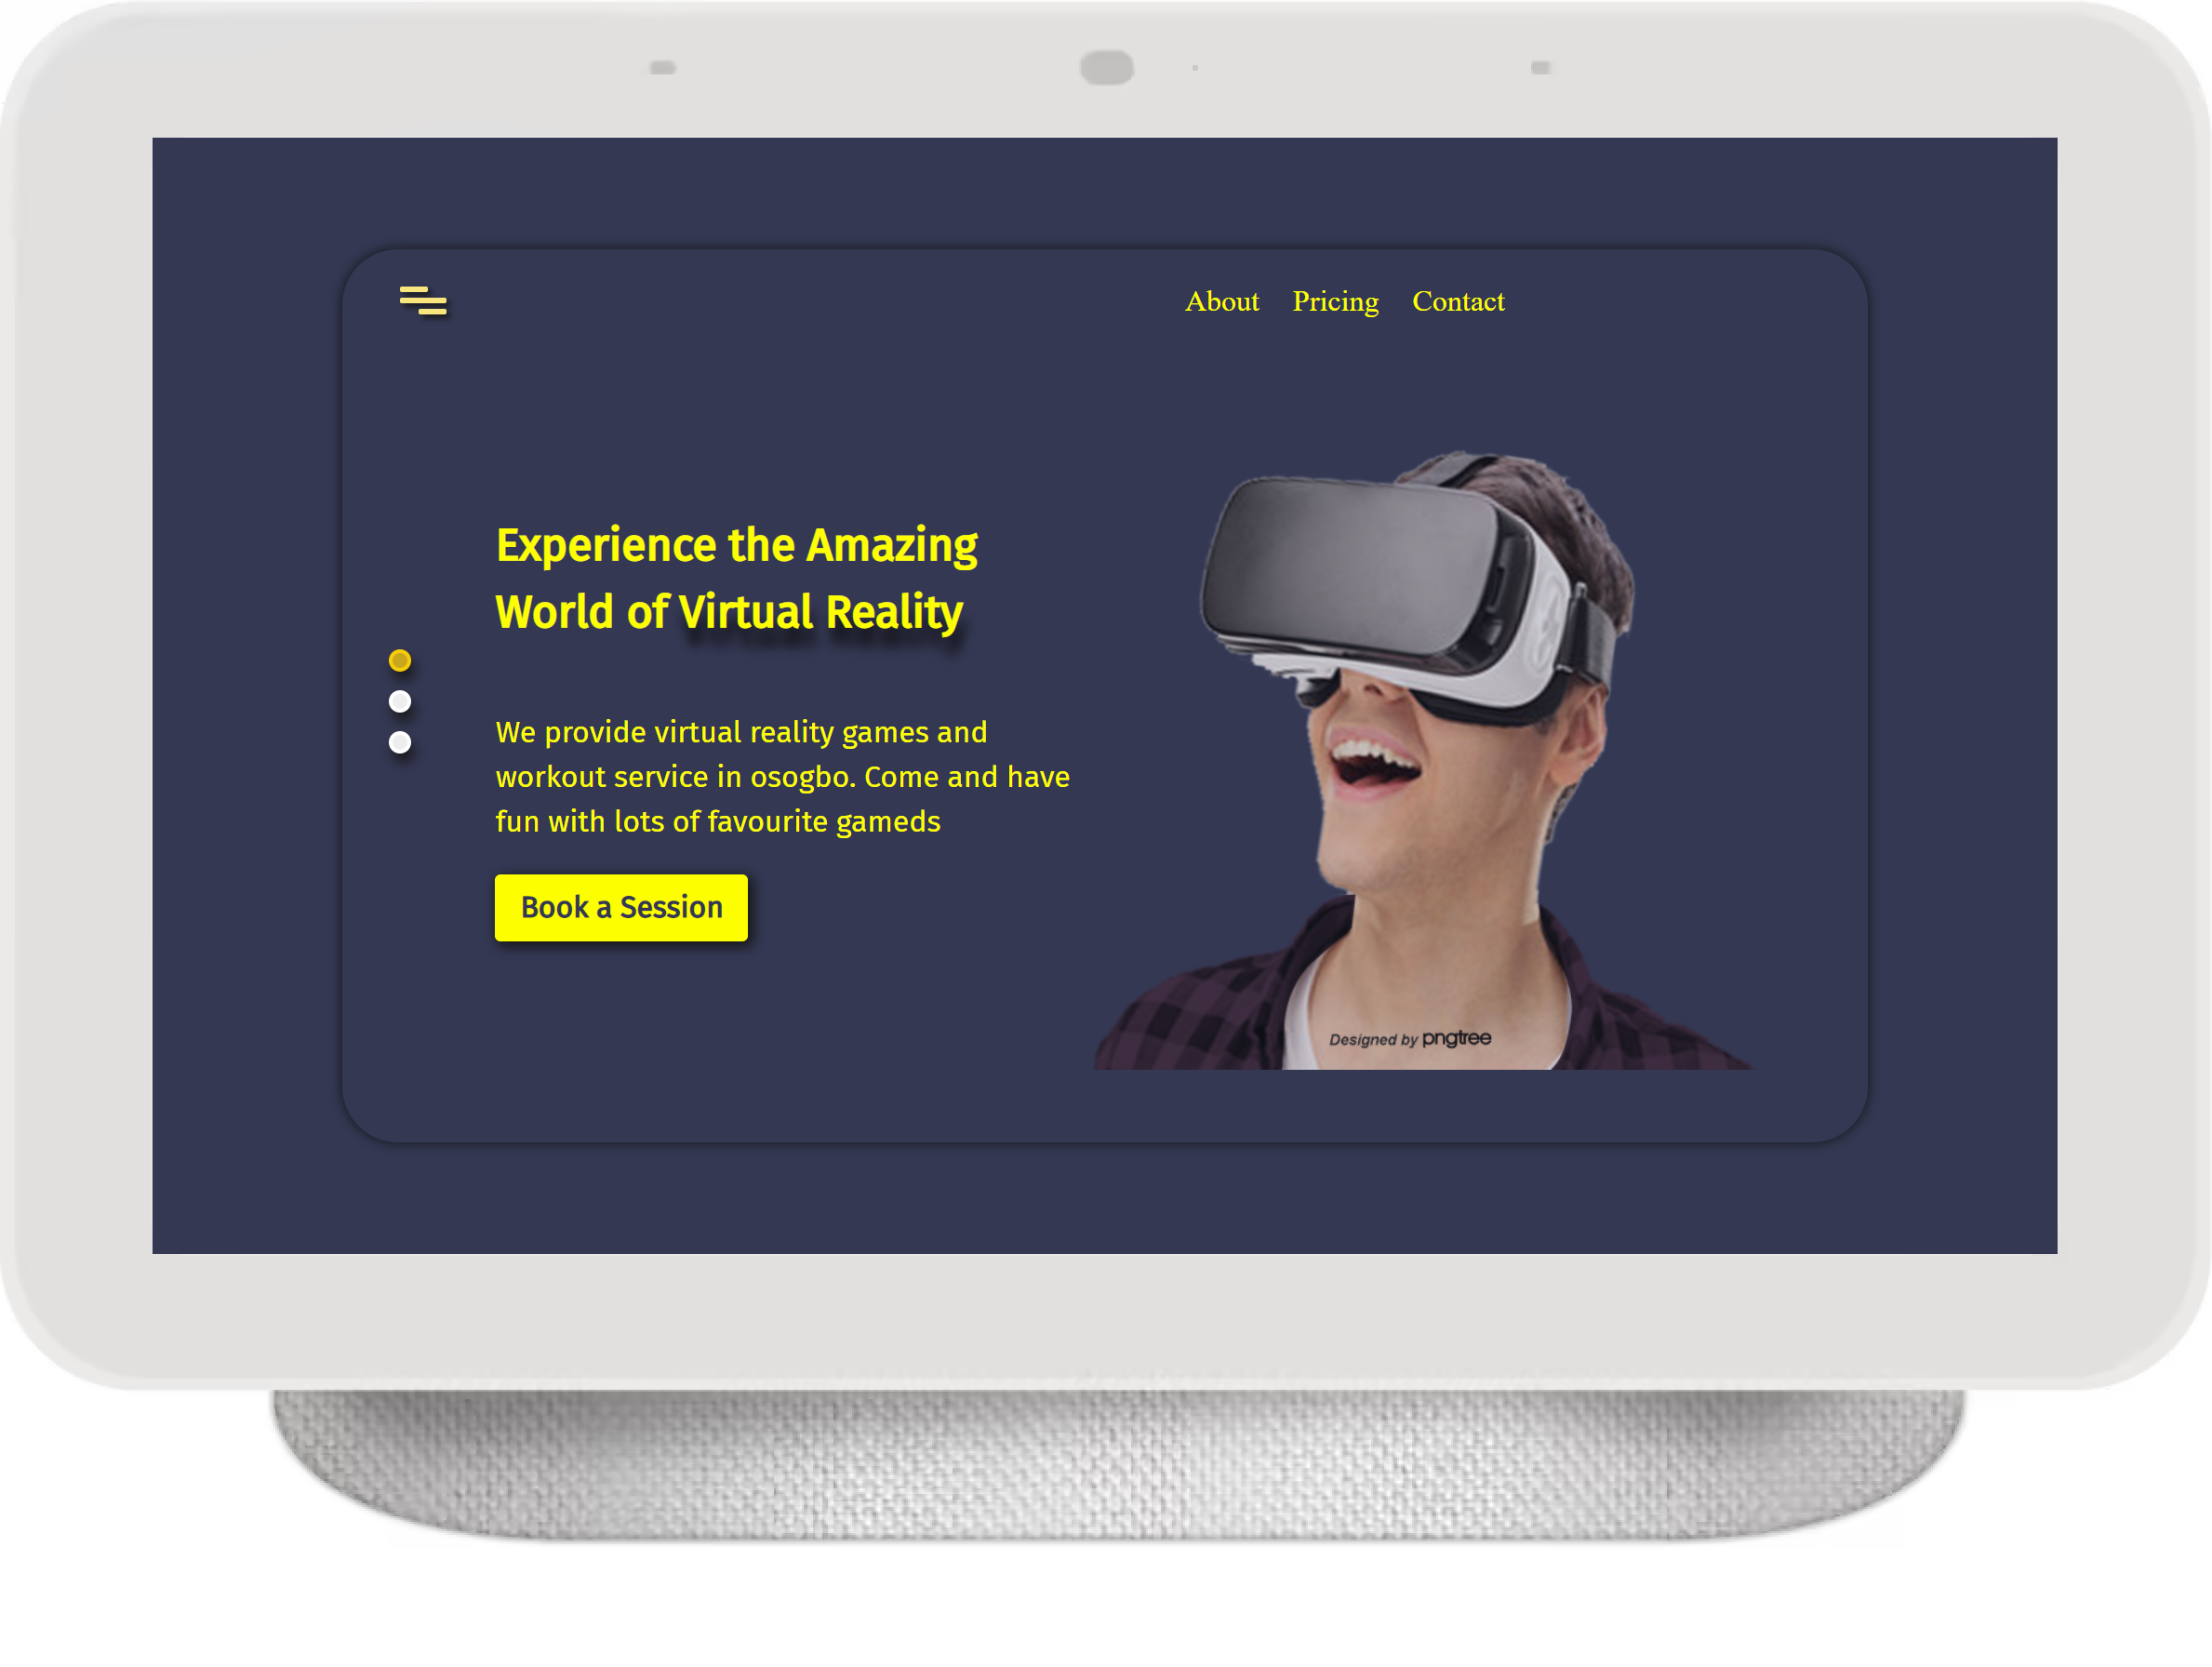 About Pricing Contact
Experience the Amazing
World of Virtual Reality
We provide virtual reality games and
workout service in osogbo. Come and have
fun with lots of favourite gameds
Book a Session
Designed by pngtree